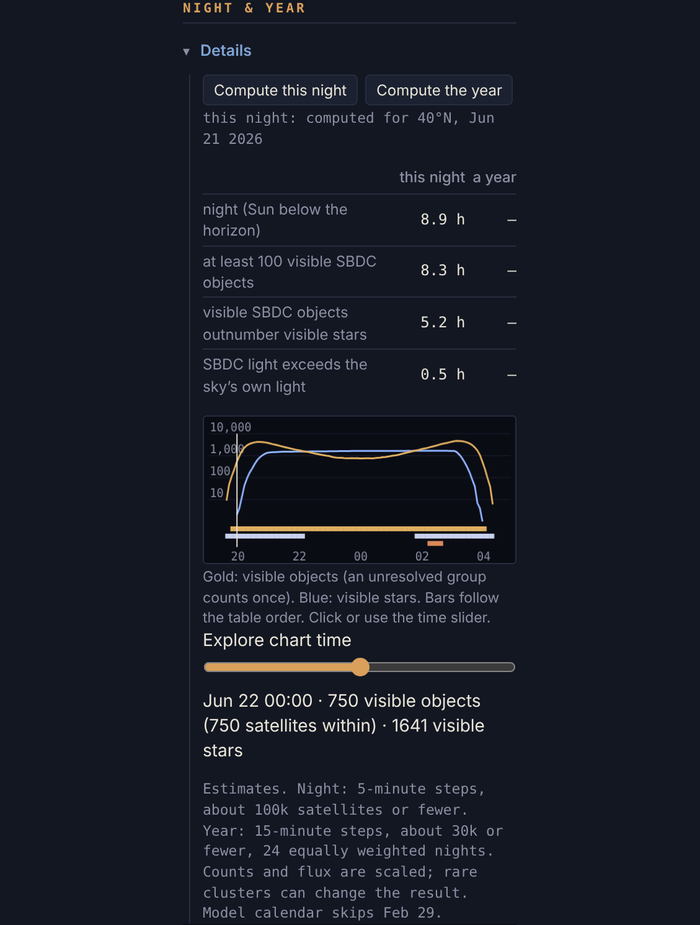 NIGHT & YEAR
▾ Details
Compute this night Compute the year
this night: computed for 40°N, Jun
21 2026
this night a year
night (Sun below the
horizon) 8.9 h –
at least 100 visible SBDC
objects 8.3 h –
visible SBDC objects
outnumber visible stars 5.2 h –
SBDC light exceeds the
sky’s own light 0.5 h –
10,000
1,000
100
10
20 22 00 02 04
Gold: visible objects (an unresolved group
counts once). Blue: visible stars. Bars follow
the table order. Click or use the time slider.
Explore chart time
Jun 22 00:00 · 750 visible objects
(750 satellites within) · 1641 visible
stars
Estimates. Night: 5-minute steps,
about 100k satellites or fewer.
Year: 15-minute steps, about 30k or
fewer, 24 equally weighted nights.
Counts and flux are scaled; rare
clusters can change the result.
Model calendar skips Feb 29.